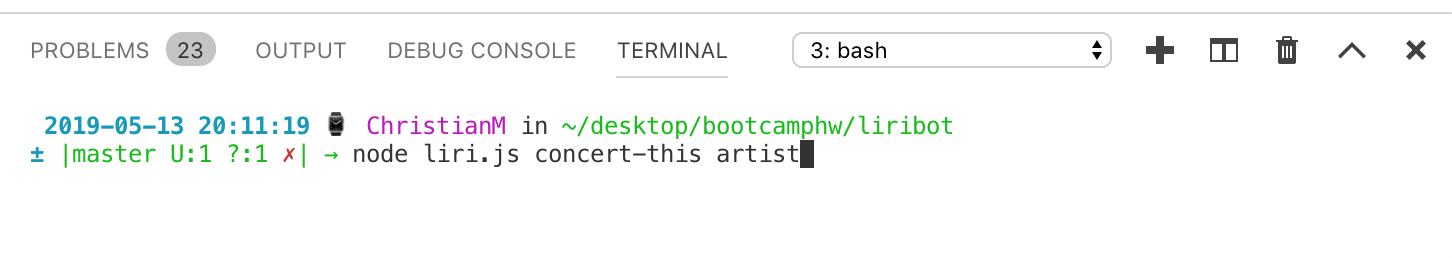 PROBLEMS 23 OUTPUT DEBUG CONSOLE TERMINAL 3: bash
2019-05-13 20:11:19 ⌚ ChristianM in ~/desktop/bootcamphw/liribot
± |master U:1 ?:1 ✗| → node liri.js concert-this artist